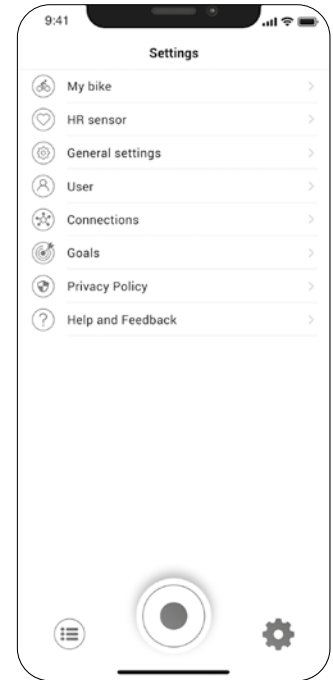 9:41
Settings
My bike
HR sensor
General settings
User
Connections
Goals
Privacy Policy
Help and Feedback